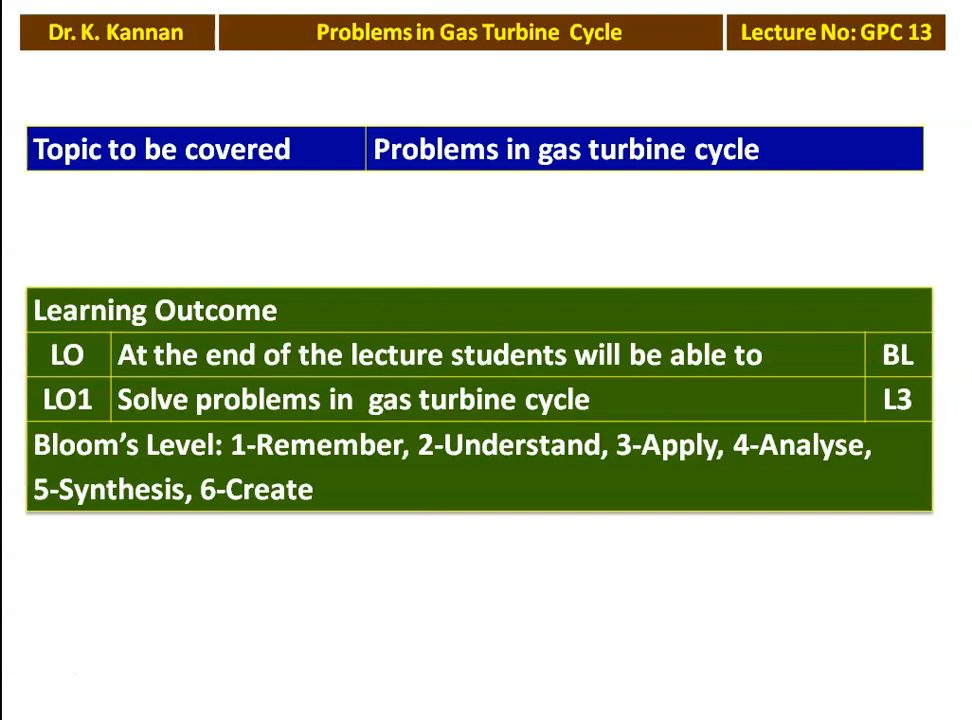 Dr. K. Kannan Problems in Gas Turbine Cycle Lecture No: GPC 13
Topic to be covered Problems in gas turbine cycle
Learning Outcome
LO At the end of the lecture students will be able to BL
LO1 Solve problems in gas turbine cycle L3
Bloom's Level: 1-Remember, 2-Understand, 3-Apply, 4-Analyse,
5-Synthesis, 6-Create